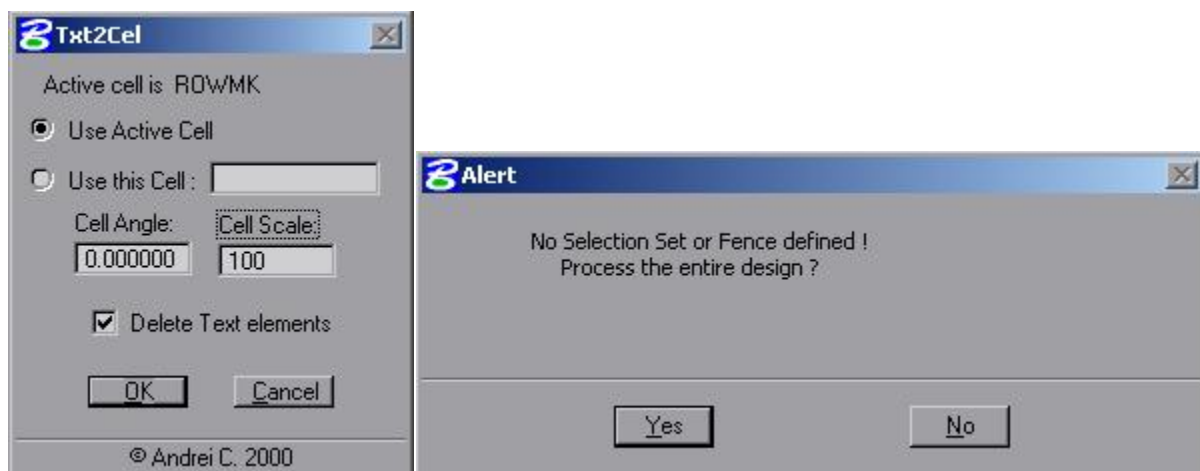 Txt2Cel
Active cell is ROWMK
Use Active Cell
Use this Cell :
Cell Angle: Cell Scale:
0.000000 100
Delete Text elements
OK Cancel
© Andrei C. 2000
Alert
No Selection Set or Fence defined !
Process the entire design ?
Yes No